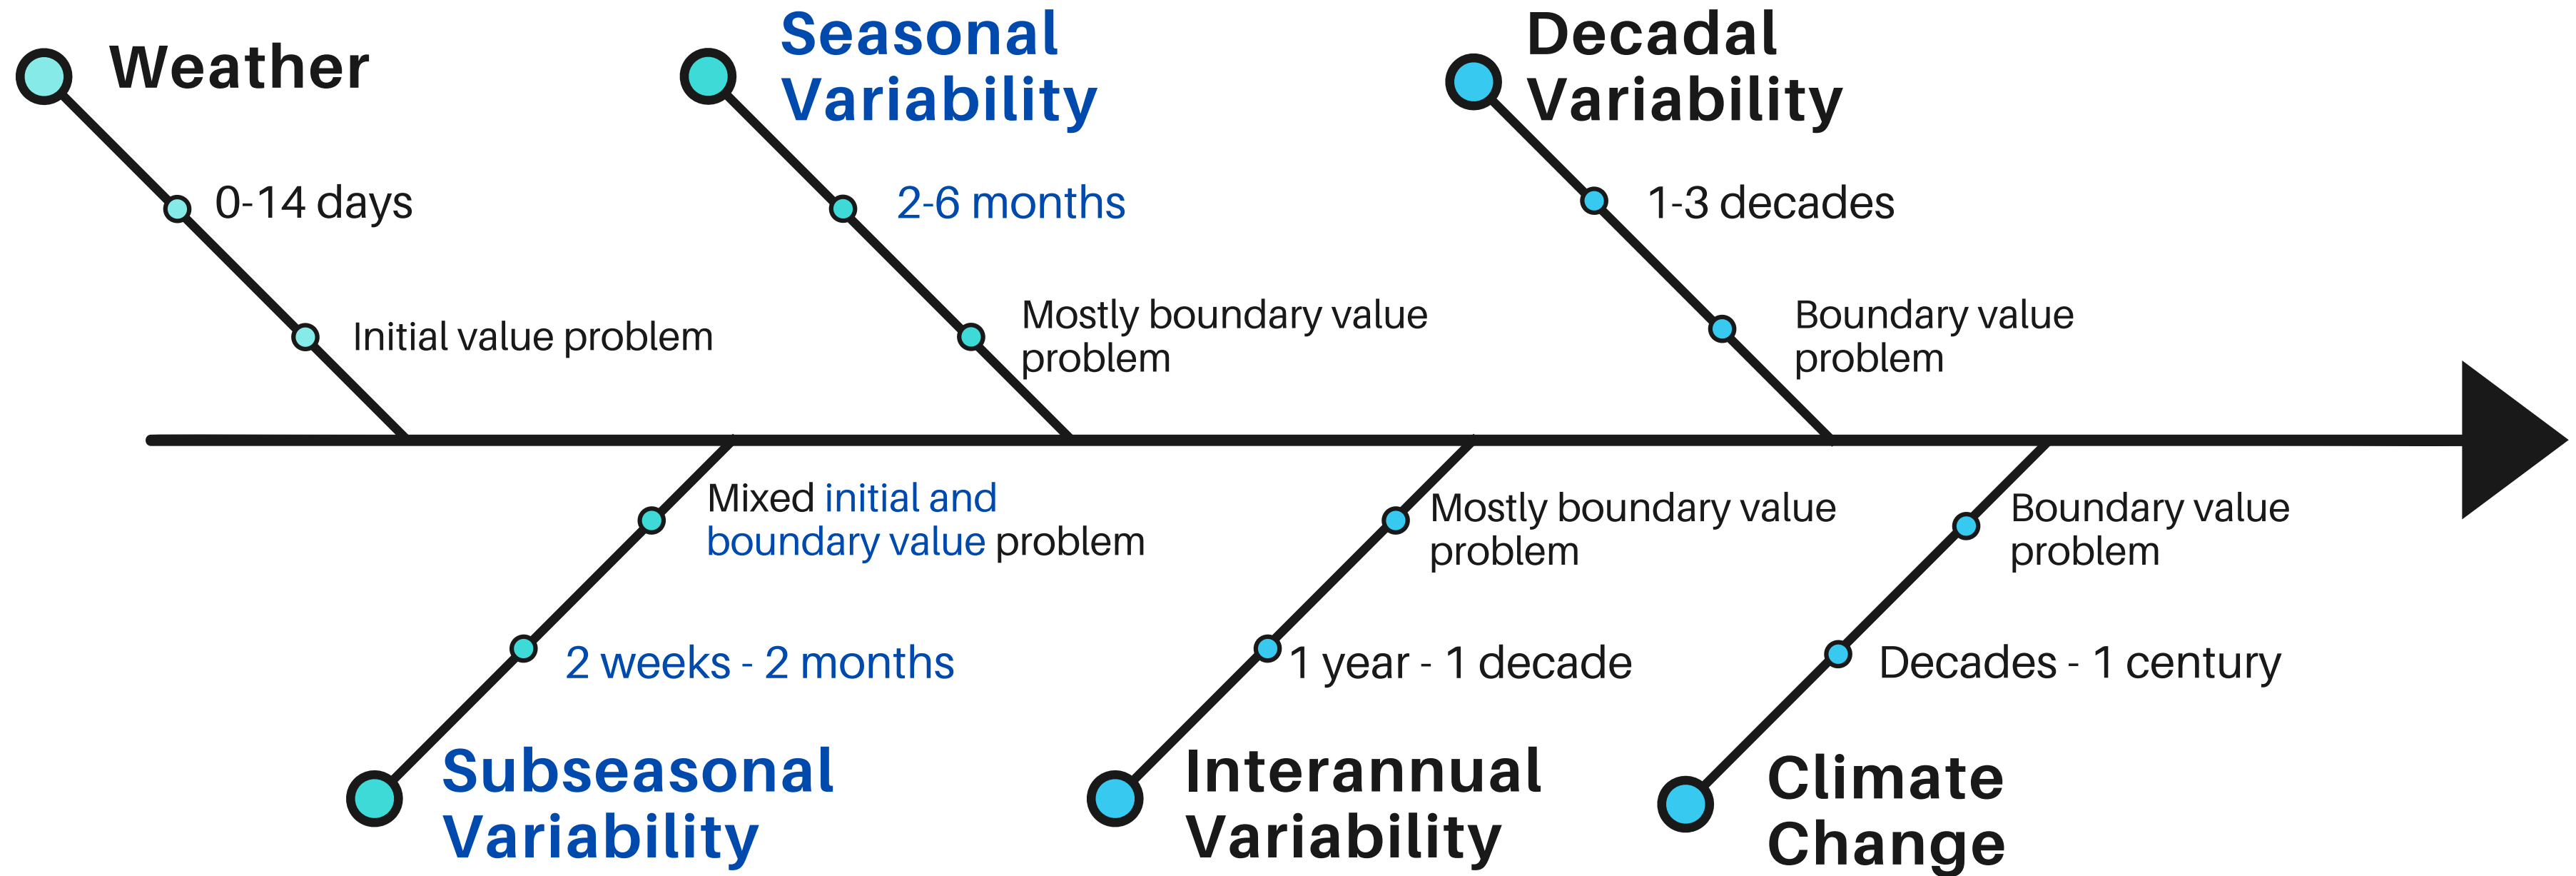 Weather
0-14 days
Initial value problem
Seasonal
Variability
2-6 months
Mostly boundary value
problem
Decadal
Variability
1-3 decades
Boundary value
problem
Mixed initial and
boundary value problem
2 weeks - 2 months
Subseasonal
Variability
Mostly boundary value
problem
1 year - 1 decade
Interannual
Variability
Boundary value
problem
Decades - 1 century
Climate
Change